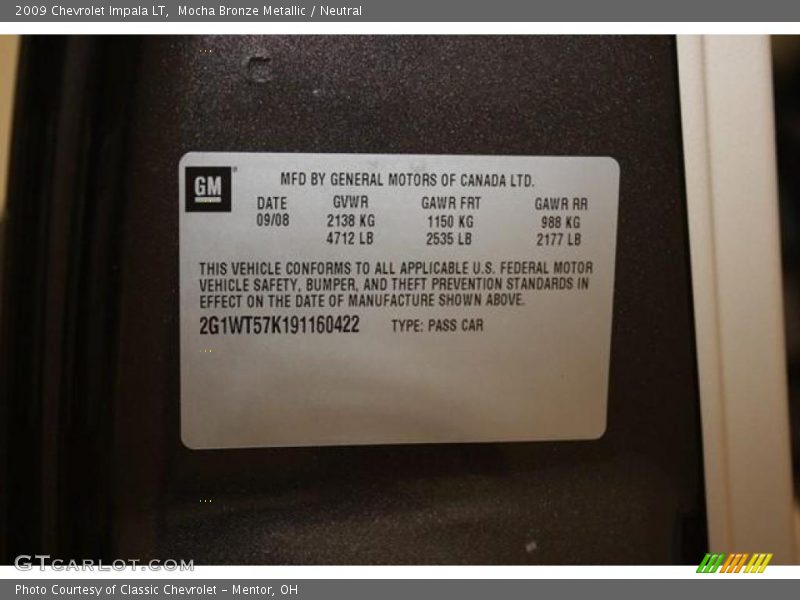 2009 Chevrolet Impala LT,  Mocha Bronze Metallic / Neutral
GM
MFD BY GENERAL MOTORS OF CANADA LTD.
DATE GVWR GAWR FRT GAWR RR
09/08 2138 KG 1150 KG 988 KG
4712 LB 2535 LB 2177 LB
THIS VEHICLE CONFORMS TO ALL APPLICABLE U.S. FEDERAL MOTOR
VEHICLE SAFETY, BUMPER, AND THEFT PREVENTION STANDARDS IN
EFFECT ON THE DATE OF MANUFACTURE SHOWN ABOVE.
2G1WT57K191160422 TYPE: PASS CAR
GTCARLOT.COM
Photo Courtesy of Classic Chevrolet - Mentor, OH